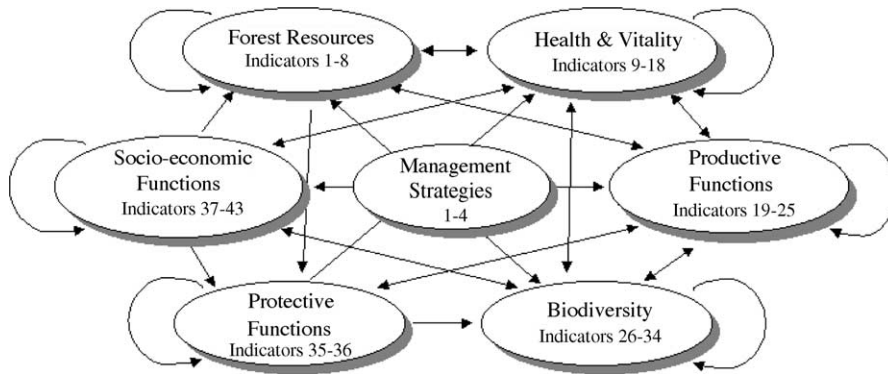 Forest Resources
Indicators 1-8
Health & Vitality
Indicators 9-18
Socio-economic
Functions
Indicators 37-43
Management
Strategies
1-4
Productive
Functions
Indicators 19-25
Protective
Functions
Indicators 35-36
Biodiversity
Indicators 26-34